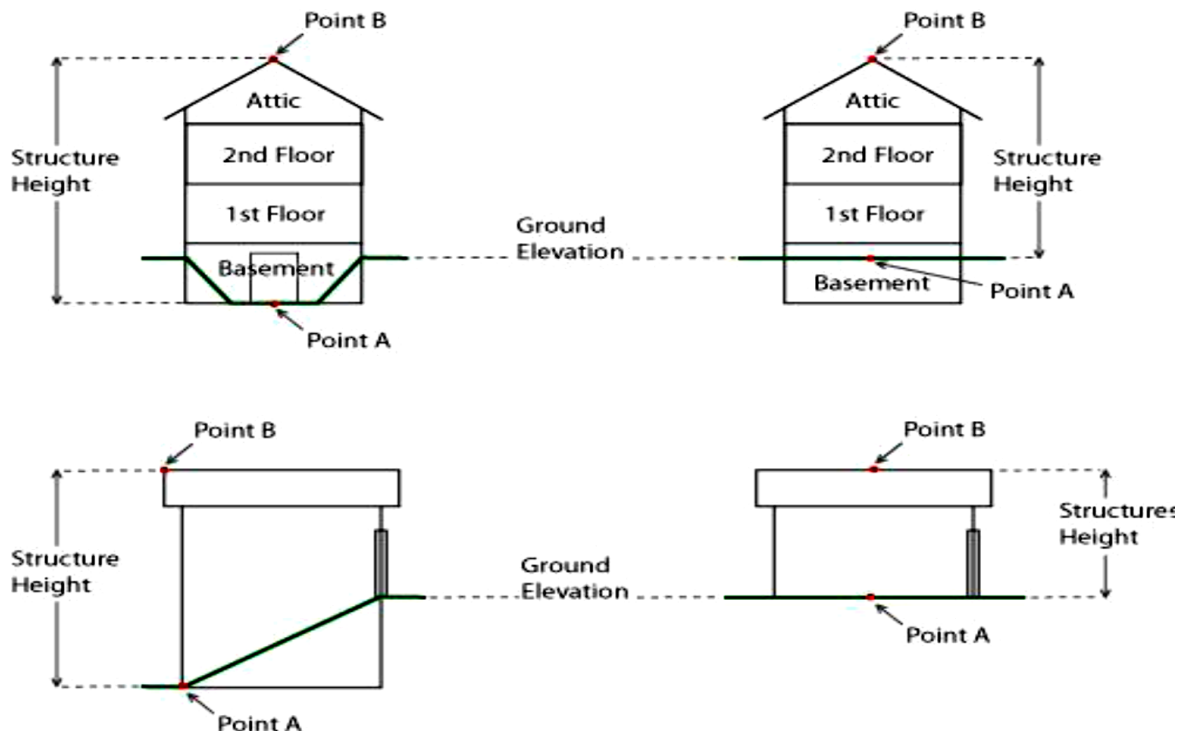 Point B
Attic
2nd Floor
Structure
Height
1st Floor
Basement
Point A
Ground
Elevation
Point B
Attic
2nd Floor
Structure
Height
1st Floor
Basement
Point A
Point B
Structure
Height
Point A
Ground
Elevation
Point B
Structures
Height
Point A